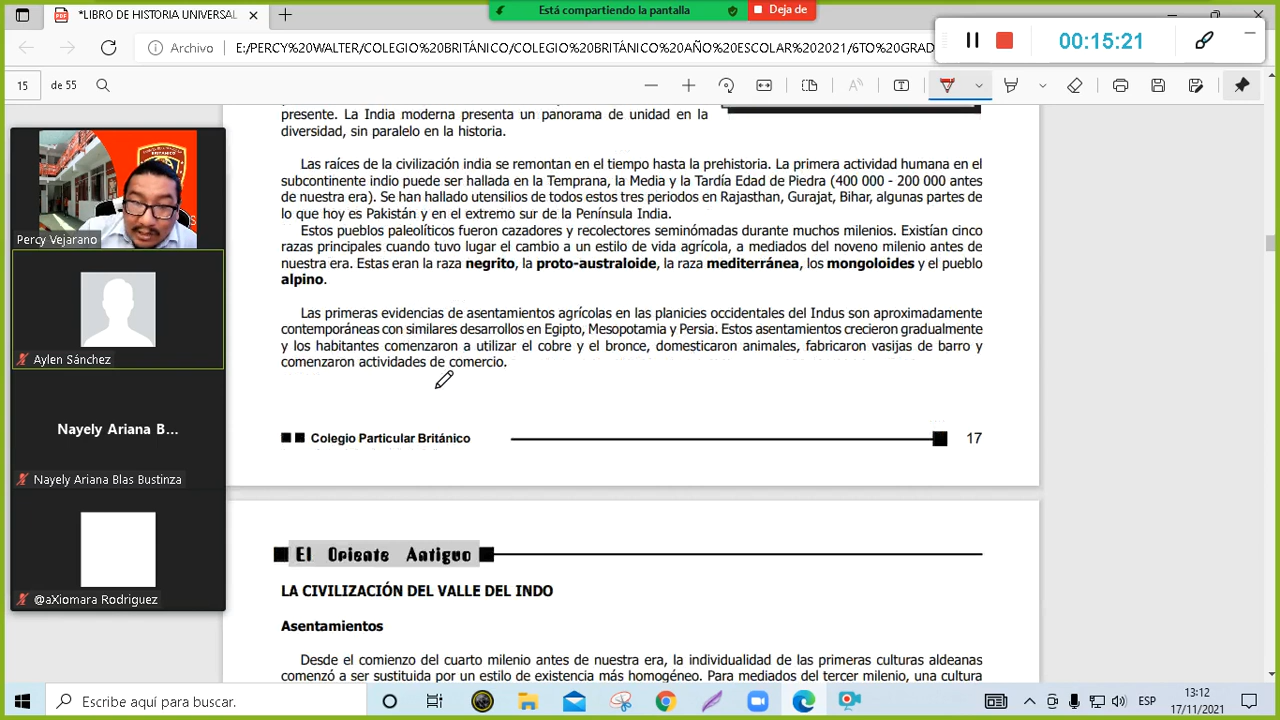 *LIBRO DE HISTORIA UNIVERSAL
Está compartiendo la pantalla
Deja de
Archivo
E:/PERCY%20WALTER/COLEGIO%20BRITÁNICO/COLEGIO%20BRITÁNICO%20AÑO%20ESCOLAR%202021/6TO%20GRAD
00:15:21
15 de 55
presente. La India moderna presenta un panorama de unidad en la
diversidad, sin paralelo en la historia.
Las raíces de la civilización india se remontan en el tiempo hasta la prehistria. La primera actividad humana en el
subcontinente indio puede ser hallada en la Temprana, la Media y la Tardía Edad de Piedra (400 000 - 200 000 antes
de nuestra era). Se han hallado utensilios de todos estos tres periodos en Rajasthan, Gurajat, Bihar, algunas partes de
lo que hoy es Pakistán y en el extremo sur de la Península India.
Estos pueblos paleolíticos fueron cazadores y recolectores seminómadas durante muchos milenios. Existían cinco
razas principales cuando tuvo lugar el cambio a un estilo de vida agrícola, a mediados del noveno milenio antes de
nuestra era. Estas eran la raza negrito, la proto-australoide, la raza mediterránea, los mongoloides y el pueblo
alpino.
Las primeras evidencias de asentamientos agrícolas en las planicies occidentales del Indus son aproximadamente
contemporáneas con similares desarrollos en Egipto, Mesopotamia y Persia. Estos asentamientos crecieron gradualmente
y los habitantes comenzaron a utilizar el cobre y el bronce, domesticaron animales, fabricaron vasijas de barro y
comenzaron actividades de comercio.
Colegio Particular Británico
17
El Oriente Antiguo
LA CIVILIZACIÓN DEL VALLE DEL INDO
Asentamientos
Desde el comienzo del cuarto milenio antes de nuestra era, la individualidad de las primeras culturas aldeanas
comenzó a ser sustituida por un estilo de existencia más homogéneo. Para mediados del tercer milenio, una cultura
Percy Vejarano
Aylen Sánchez
Nayely Ariana B...
Nayely Ariana Blas Bustinza
@aXiomara Rodriguez
Escribe aquí para buscar.
ESP
13:12
17/11/2021